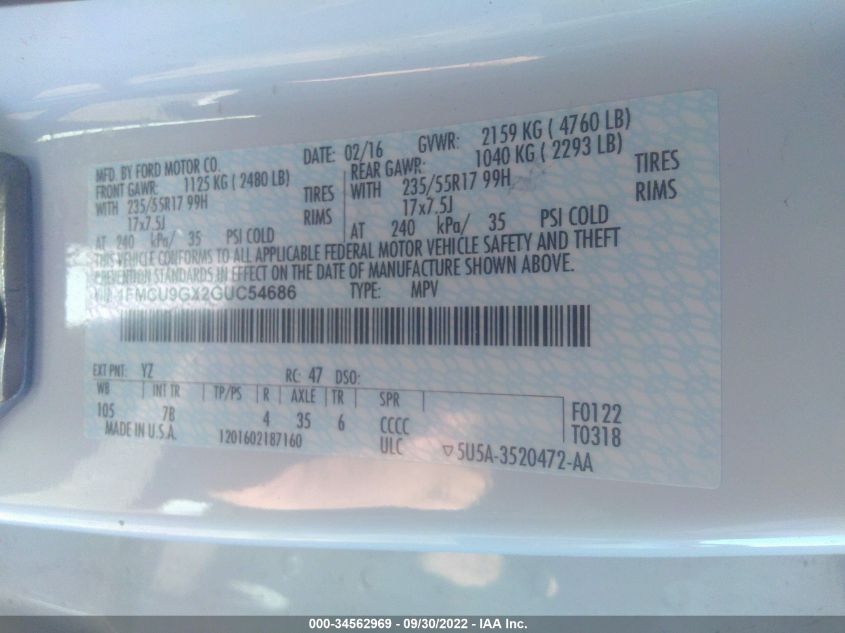 MFD. BY FORD MOTOR CO. DATE: 02/16 GVWR: 2159 KG ( 4760 LB)
FRONT GAWR: 1125 KG ( 2480 LB) REAR GAWR: 1040 KG ( 2293 LB)
WITH 235/55R17 99H TIRES WITH 235/55R17 99H TIRES
17x7.5J RIMS 17x7.5J RIMS
AT 240 kPa/ 35 PSI COLD AT 240 kPa/ 35 PSI COLD
THIS VEHICLE CONFORMS TO ALL APPLICABLE FEDERAL MOTOR VEHICLE SAFETY AND THEFT
PREVENTION STANDARDS IN EFFECT ON THE DATE OF MANUFACTURE SHOWN ABOVE.
1FMCU9GX2GUC54686 TYPE: MPV
EXT PNT: YZ RC: 47 DSO:
WB INT TR TP/PS R AXLE TR SPR
105 7B 4 35 6 CCCC F0122
MADE IN U.S.A. 1201602187160 ULC T0318
5U5A-3520472-AA
000-34562969 - 09/30/2022 - IAA Inc.